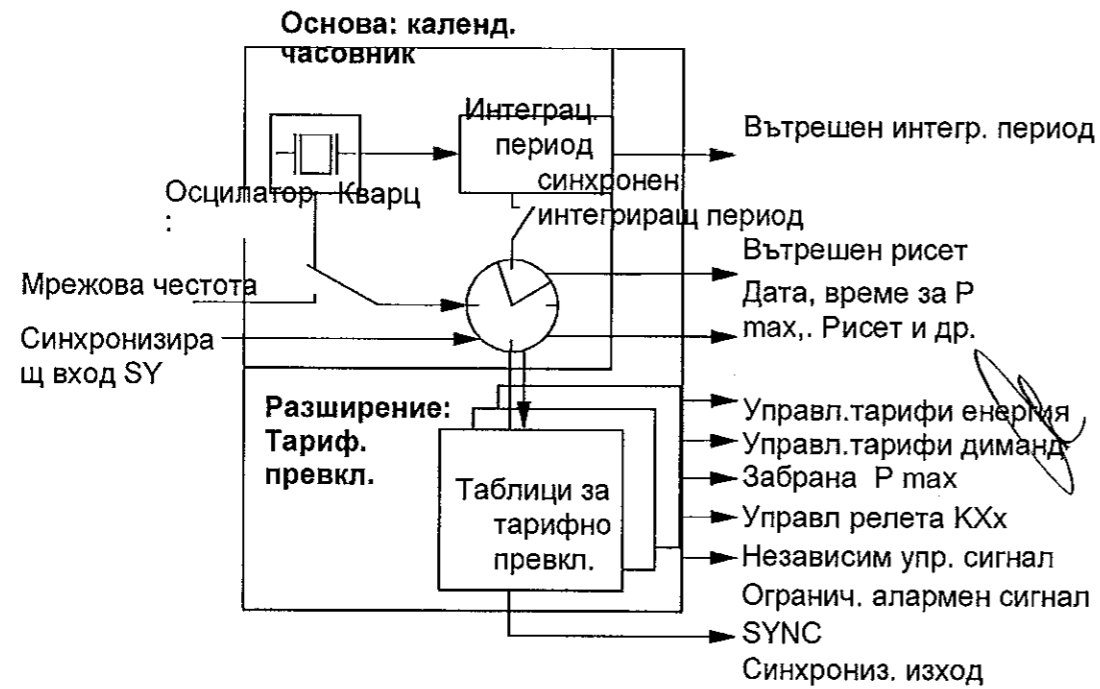 Основа: календ.
часовник
Интеграц.
период
Вътрешен интегр. период
Осцилатор Кварц
:
синхронен
интегриращ период
Вътрешен рисет
Мрежова честота
Дата, време за P
max,. Рисет и др.
Синхронизира
щ вход SY
Разширение:
Тариф.
превкл.
Таблици за
тарифно
превкл.
Управл.тарифи енергия
Управл.тарифи диманд
Забрана P max
Управл релета KXx
Независим упр. сигнал
Огранич. алармен сигнал
SYNC
Синхрониз. изход